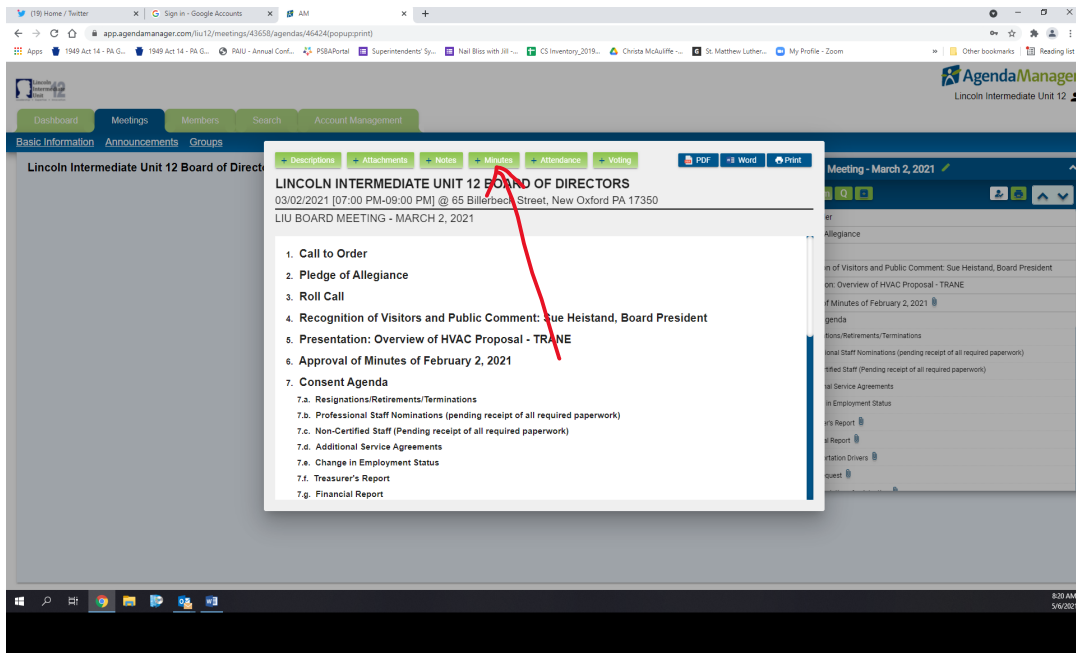 (19) Home / Twitter
Sign in - Google Accounts
AM
app.agendamanager.com/liu12/meetings/43658/agendas/46424(popup:print)
Apps 1949 Act 14 - PA G... 1949 Act 14 - PA G... PAIU - Annual Conf... PSBAPortal Superintendents' Sy... Nail Bliss with Jill -... CS Inventory_2019... Christa McAuliffe -... St. Matthew Luther... My Profile - Zoom » Other bookmarks Reading list
Lincoln Intermediate Unit 12
AgendaManager
Lincoln Intermediate Unit 12
Dashboard Meetings Members Search Account Management
Basic Information Announcements Groups
Lincoln Intermediate Unit 12 Board of Directo
+ Descriptions + Attachments + Notes + Minutes + Attendance + Voting PDF Word Print
LINCOLN INTERMEDIATE UNIT 12 BOARD OF DIRECTORS
03/02/2021 [07:00 PM-09:00 PM] @ 65 Billerbeck Street, New Oxford PA 17350
LIU BOARD MEETING - MARCH 2, 2021
1. Call to Order
2. Pledge of Allegiance
3. Roll Call
4. Recognition of Visitors and Public Comment: Sue Heistand, Board President
5. Presentation: Overview of HVAC Proposal - TRANE
6. Approval of Minutes of February 2, 2021
7. Consent Agenda
7.a. Resignations/Retirements/Terminations
7.b. Professional Staff Nominations (pending receipt of all required paperwork)
7.c. Non-Certified Staff (Pending receipt of all required paperwork)
7.d. Additional Service Agreements
7.e. Change in Employment Status
7.f. Treasurer's Report
7.g. Financial Report
Meeting - March 2, 2021
er
Allegiance
n of Visitors and Public Comment: Sue Heistand, Board President
on: Overview of HVAC Proposal - TRANE
f Minutes of February 2, 2021
genda
tions/Retirements/Terminations
ional Staff Nominations (pending receipt of all required paperwork)
tified Staff (Pending receipt of all required paperwork)
nal Service Agreements
in Employment Status
er's Report
al Report
rtation Drivers
quest
8:20 AM
5/6/2021